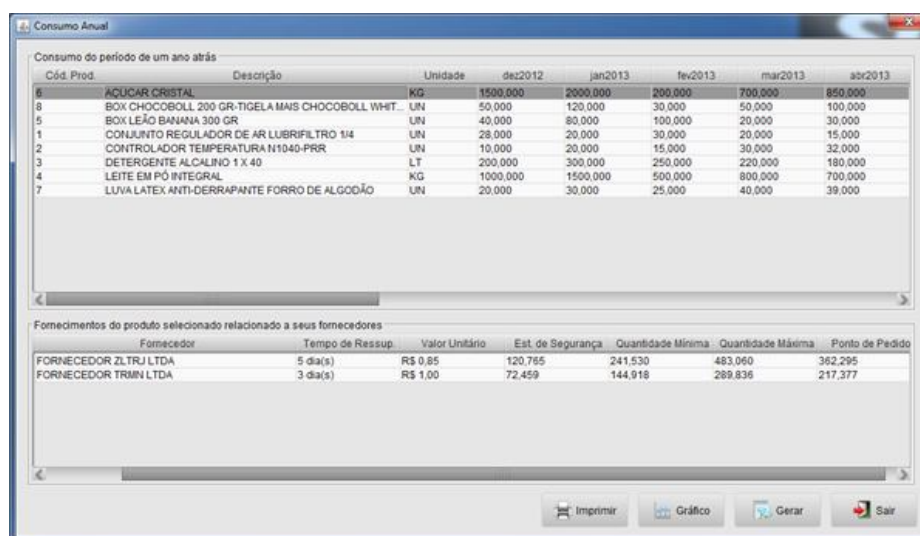 Consumo Anual
Consumo do período de um ano atrás
Cód. Prod. Descrição Unidade dez2012 jan2013 fev2013 mar2013 abr2013
6 AÇUCAR CRISTAL KG 1500,000 2000,000 200,000 700,000 850,000
8 BOX CHOCOBOLL 200 GR-TIGELA MAIS CHOCOBOLL WHIT... UN 50,000 120,000 30,000 50,000 100,000
5 BOX LEÃO BANANA 300 GR UN 40,000 80,000 100,000 20,000 30,000
1 CONJUNTO REGULADOR DE AR LUBRIFILTRO 1/4 UN 28,000 20,000 30,000 20,000 15,000
2 CONTROLADOR TEMPERATURA N1040-PRR UN 10,000 20,000 15,000 30,000 32,000
3 DETERGENTE ALCALINO 1 X 40 LT 200,000 300,000 250,000 220,000 180,000
4 LEITE EM PÓ INTEGRAL KG 1000,000 1500,000 500,000 800,000 700,000
7 LUVA LATEX ANTI-DERRAPANTE FORRO DE ALGODÃO UN 20,000 30,000 25,000 40,000 39,000
Fornecimentos do produto selecionado relacionado a seus fornecedores
Fornecedor Tempo de Ressup. Valor Unitário Est. de Segurança Quantidade Mínima Quantidade Máxima Ponto de Pedido
FORNECEDOR ZLTRJ LTDA 5 dia(s) R$ 0,85 120,765 241,530 483,060 362,295
FORNECEDOR TRMN LTDA 3 dia(s) R$ 1,00 72,459 144,918 289,836 217,377
Imprimir Gráfico Gerar Sair